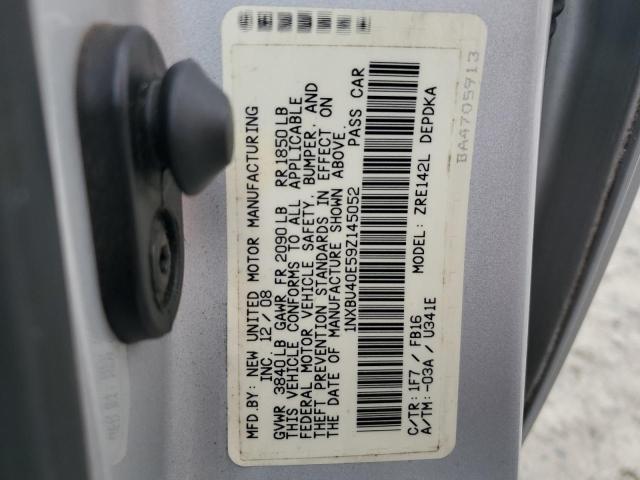 MFD.BY: NEW UNITED MOTOR MANUFACTURING
INC. 12 / 08
GVWR 3840LB GAWR FR 2090LB RR 1850LB
THIS VEHICLE CONFORMS TO ALL APPLICABLE
FEDERAL MOTOR VEHICLE SAFETY, BUMPER, AND
THEFT PREVENTION STANDARDS IN EFFECT ON
THE DATE OF MANUFACTURE SHOWN ABOVE.
1NXBU40E59Z145052 PASS CAR
C/TR: 1F7 / FB16 MODEL: ZRE142L DEPDKA
A/TM: -03A / U341E
BA4705913